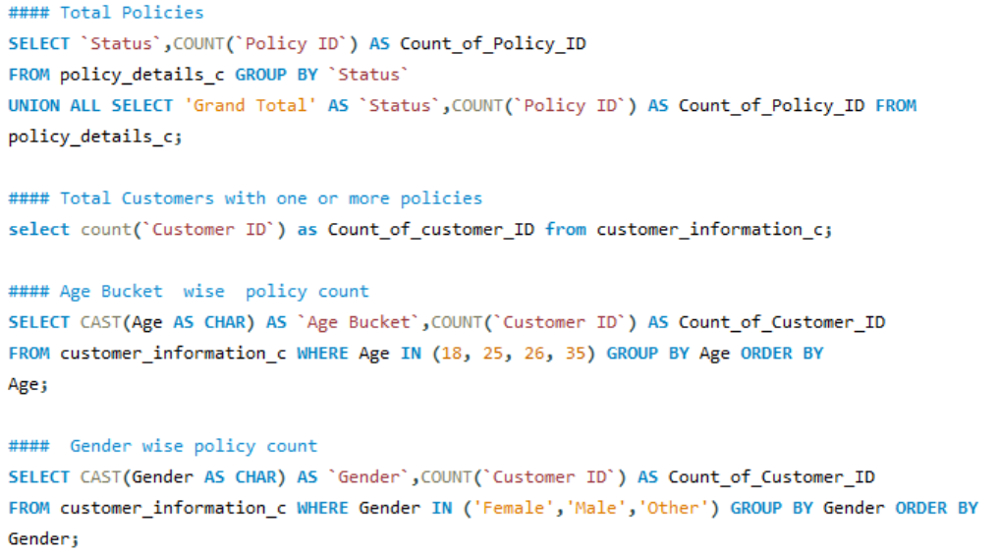 #### Total Policies
SELECT `Status`,COUNT(`Policy ID`) AS Count_of_Policy_ID
FROM policy_details_c GROUP BY `Status`
UNION ALL SELECT 'Grand Total' AS `Status`,COUNT(`Policy ID`) AS Count_of_Policy_ID FROM
policy_details_c;
#### Total Customers with one or more policies
select count(`Customer ID`) as Count_of_customer_ID from customer_information_c;
#### Age Bucket  wise  policy count
SELECT CAST(Age AS CHAR) AS `Age Bucket`,COUNT(`Customer ID`) AS Count_of_Customer_ID
FROM customer_information_c WHERE Age IN (18, 25, 26, 35) GROUP BY Age ORDER BY
Age;
####  Gender wise policy count
SELECT CAST(Gender AS CHAR) AS `Gender`,COUNT(`Customer ID`) AS Count_of_Customer_ID
FROM customer_information_c WHERE Gender IN ('Female','Male','Other') GROUP BY Gender ORDER BY
Gender;